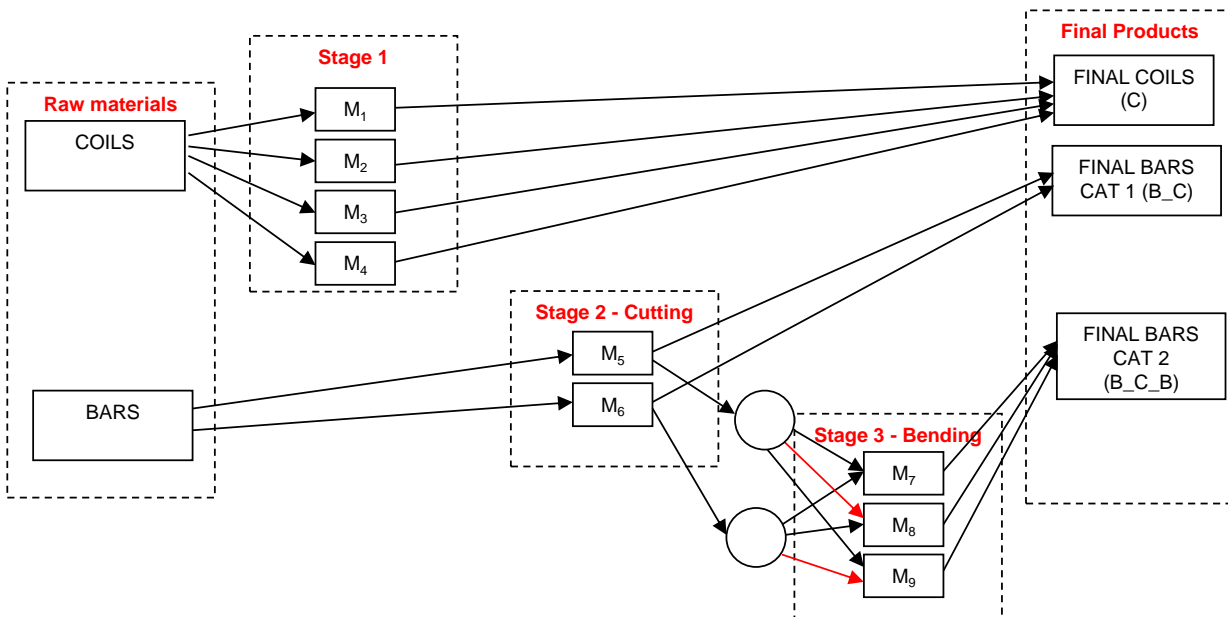 Raw materials
COILS
BARS
Stage 1
M1
M2
M3
M4
Stage 2 - Cutting
M5
M6
Stage 3 - Bending
M7
M8
M9
Final Products
FINAL COILS
(C)
FINAL BARS
CAT 1 (B_C)
FINAL BARS
CAT 2
(B_C_B)